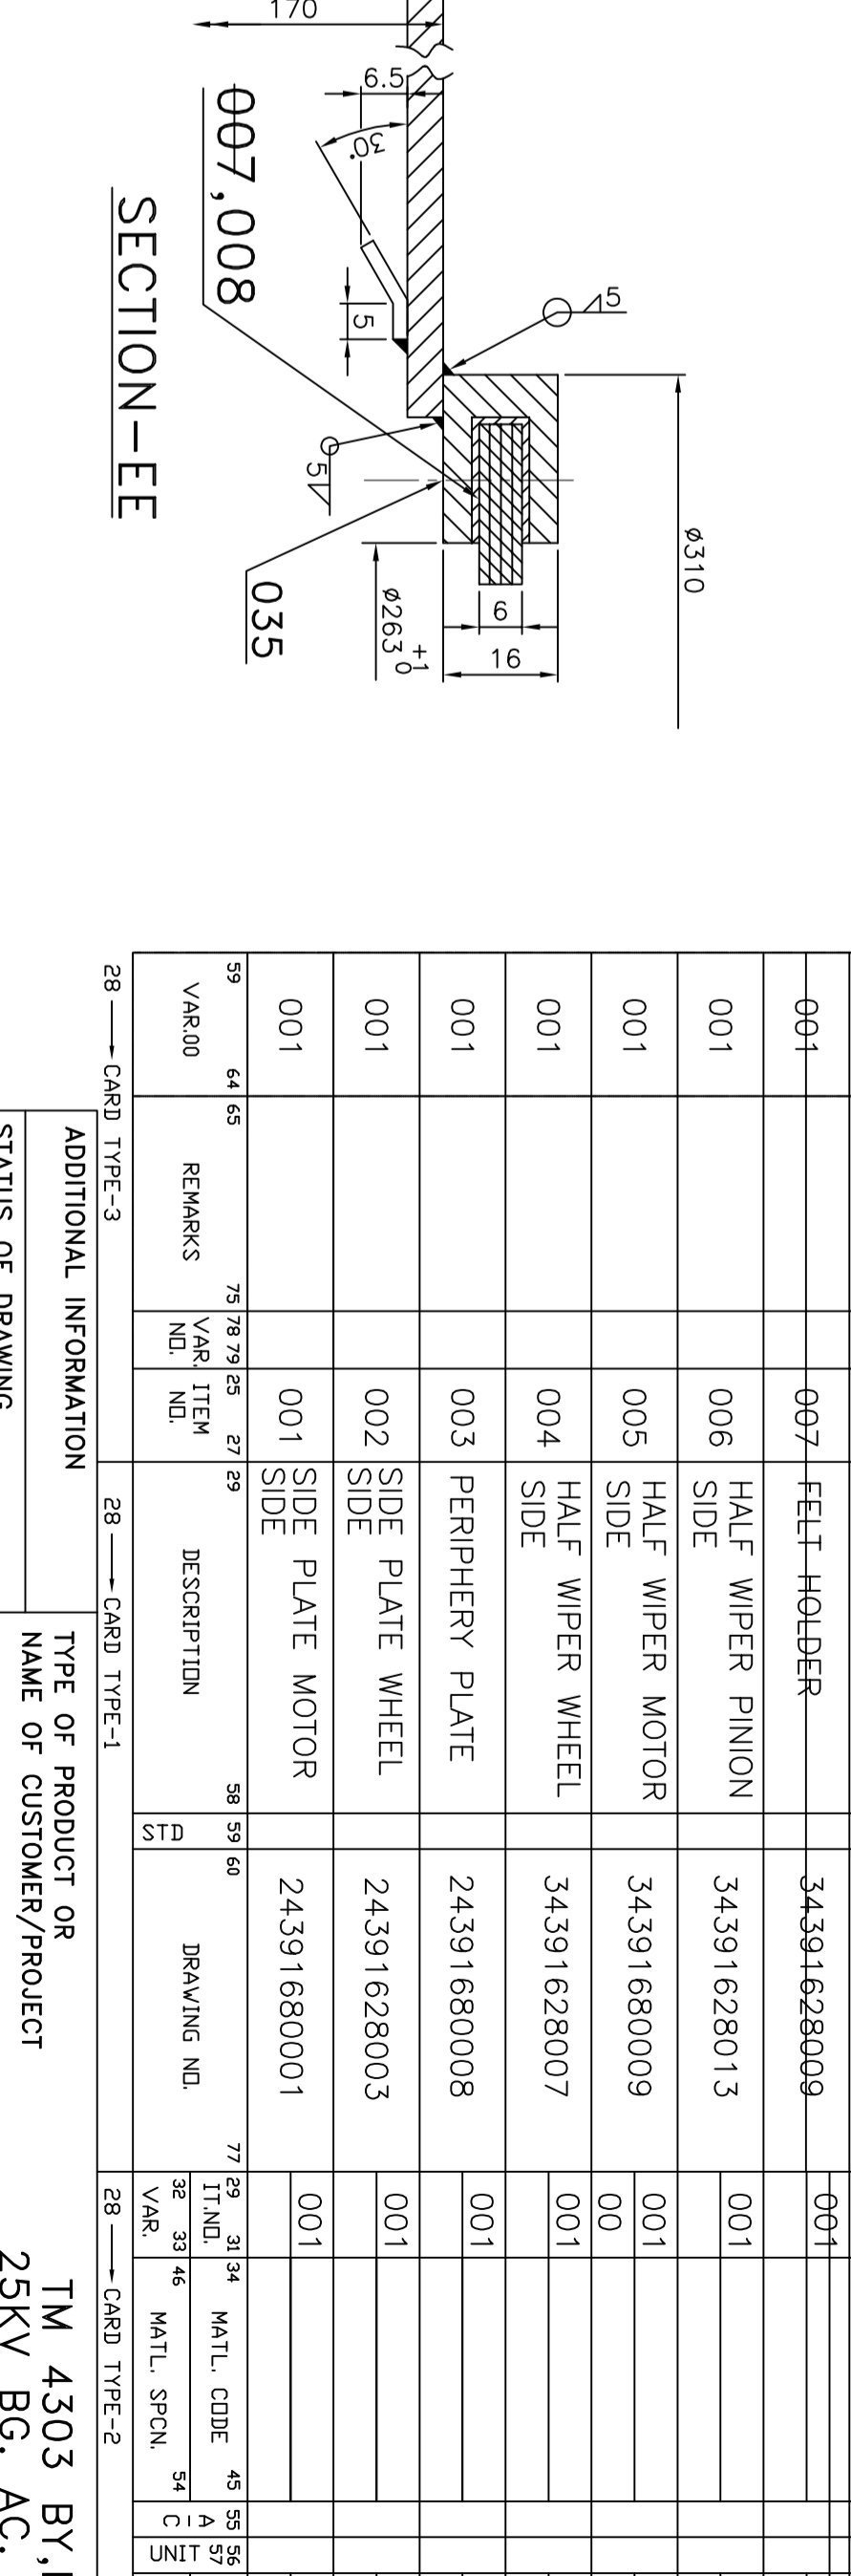 170
6.5
30°
007,008
5
5
5
SECTION-EE
035
ø310
ø263 +1 0
6
16
001 007 FELT HOLDER 34391628009 001
001 006 HALF WIPER PINION SIDE 34391628013 001
001 005 HALF WIPER MOTOR SIDE 34391680009 001 00
001 004 HALF WIPER WHEEL SIDE 34391628007 001
001 003 PERIPHERY PLATE 24391680008 001
001 002 SIDE PLATE WHEEL SIDE 24391628003 001
001 001 SIDE PLATE MOTOR SIDE 24391680001 001
59 64 65 75 78 79 25 27 29 58 59 60 77 29 31 34 45 55 56 57
VAR.00 REMARKS VAR. NO. ITEM NO. DESCRIPTION STD DRAWING NO. IT.NO. MATL. CODE A-C UNIT
32 33 46 54
VAR. MATL. SPCN.
28 CARD TYPE-3 28 CARD TYPE-1 28 CARD TYPE-2
ADDITIONAL INFORMATION
STATUS OF DRAWING
TYPE OF PRODUCT OR
NAME OF CUSTOMER/PROJECT
TM 4303 BY,
25KV BG. AC.